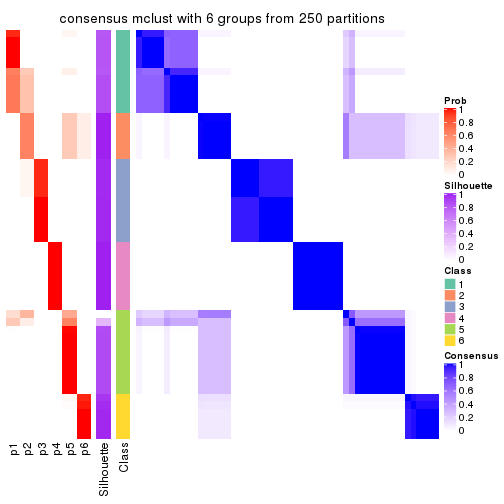 consensus mclust with 6 groups from 250 partitions
Prob
1
0.8
0.6
0.4
0.2
0
Silhouette
1
0.8
0.6
0.4
0.2
0
Class
1
2
3
4
5
6
Consensus
1
0.8
0.6
0.4
0.2
0
p1
p2
p3
p4
p5
p6
Silhouette
Class